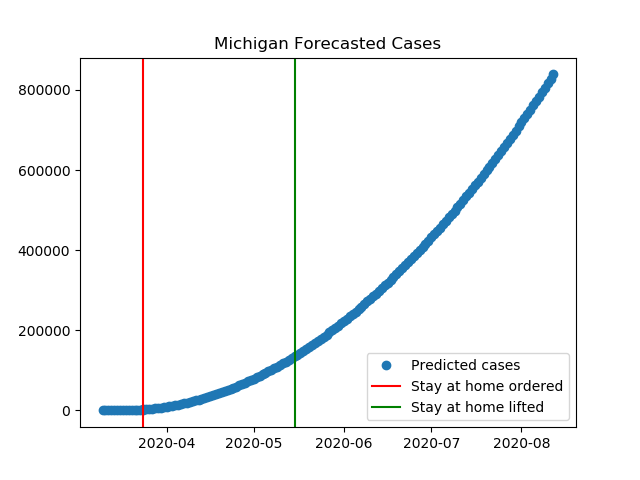 Michigan Forecasted Cases
800000
600000
400000
200000
0
Predicted cases
Stay at home ordered
Stay at home lifted
2020-04 2020-05 2020-06 2020-07 2020-08